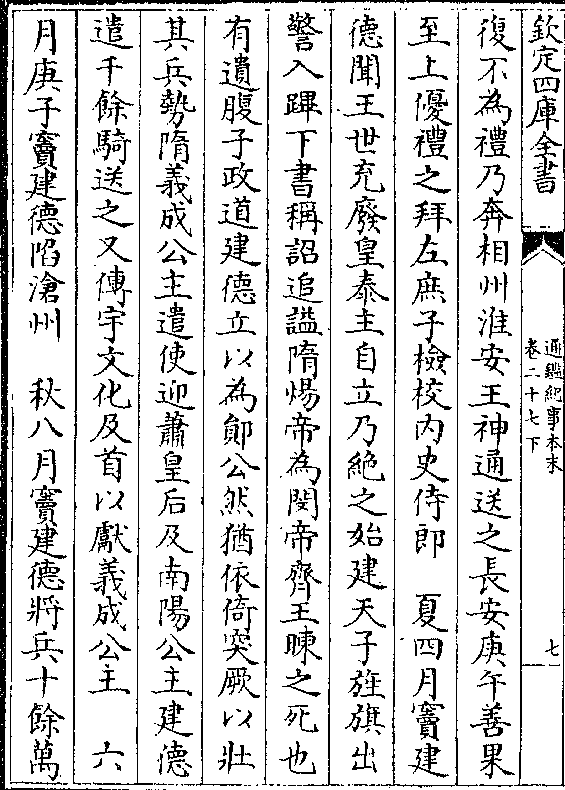 欽定四庫全書
通鑑紀事本末
卷二十七下
七
復不為禮乃奔相州淮安王神通送之長安庚午善果
至上優禮之拜左庶子檢校内史侍郎 夏四月竇建
德聞王世充廢皇泰主自立乃絶之始建天子旌旗出
警入蹕下書稱詔追謚隋煬帝為閔帝齊王暕之死也
有遺腹子政道建德立以為鄖公然猶依倚突厥以壯
其兵勢隋義成公主遣使迎蕭皇后及南陽公主建德
遣千餘騎送之又傳宇文化及首以獻義成公主 六
月庚子竇建德陷滄州 秋八月竇建德將兵十餘萬